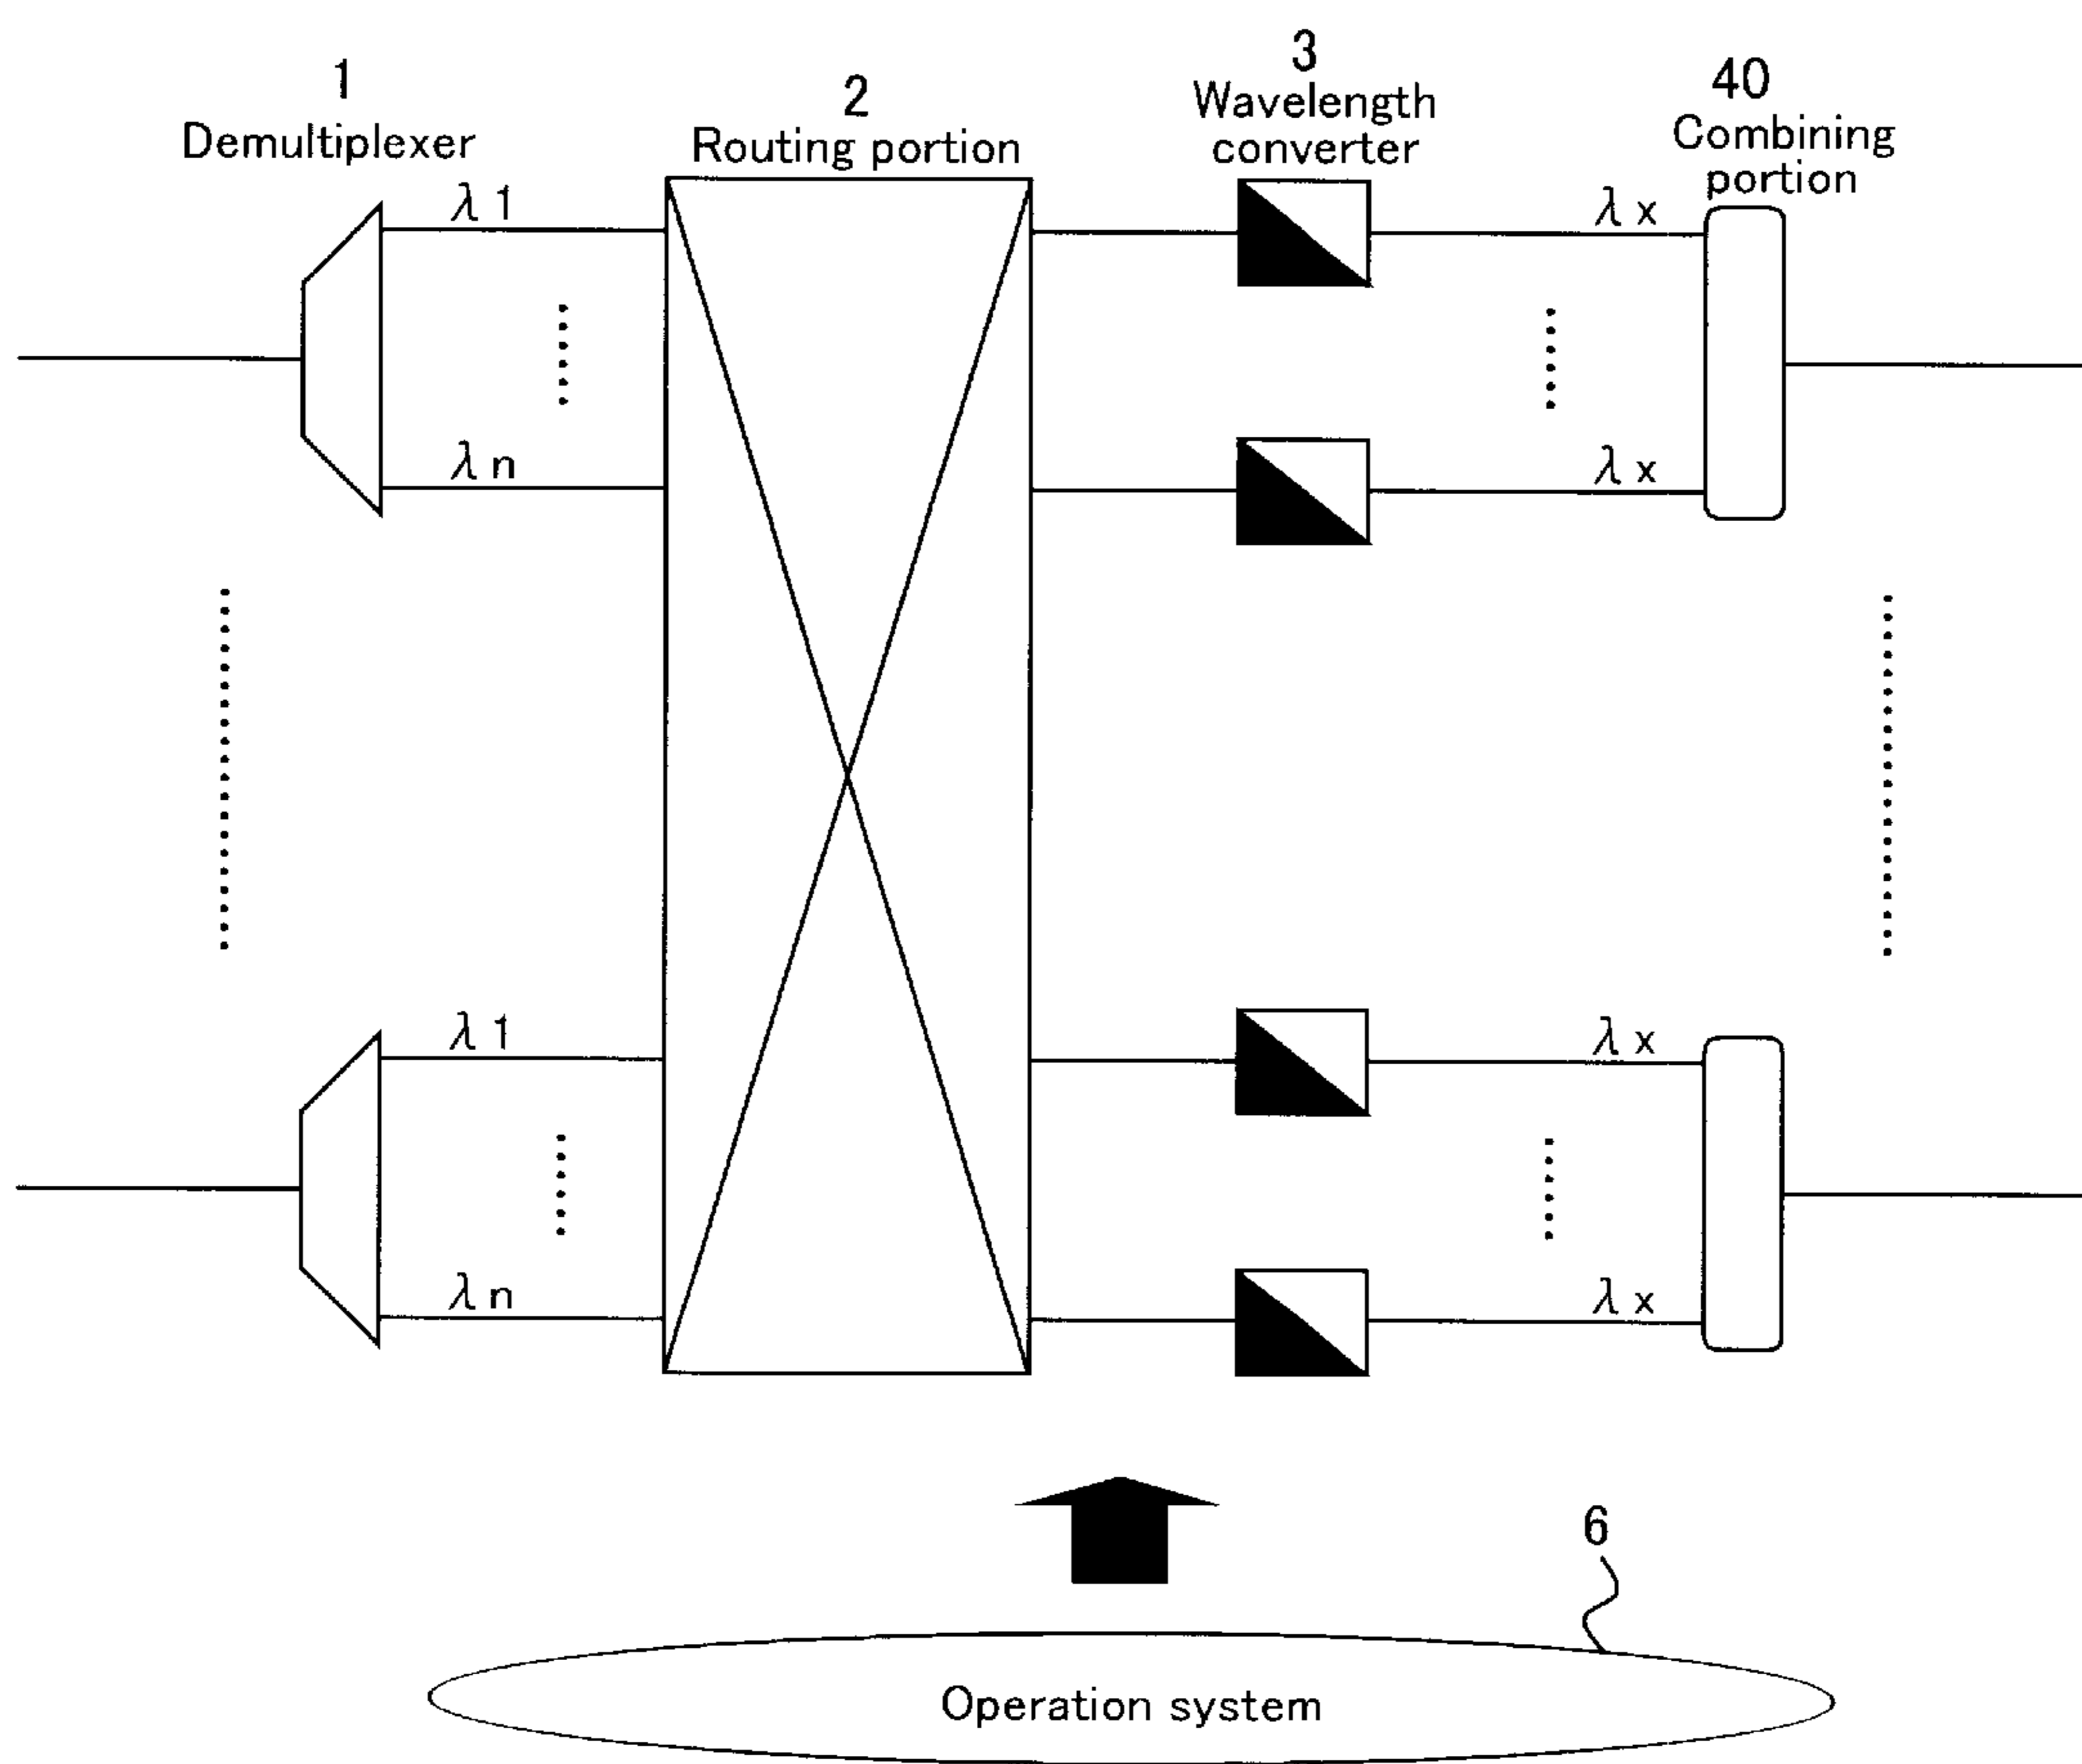 1
Demultiplexer
2
Routing portion
3
Wavelength
converter
40
Combining
portion
λ1
λx
λn
λx
λ1
λx
λn
λx
6
Operation system